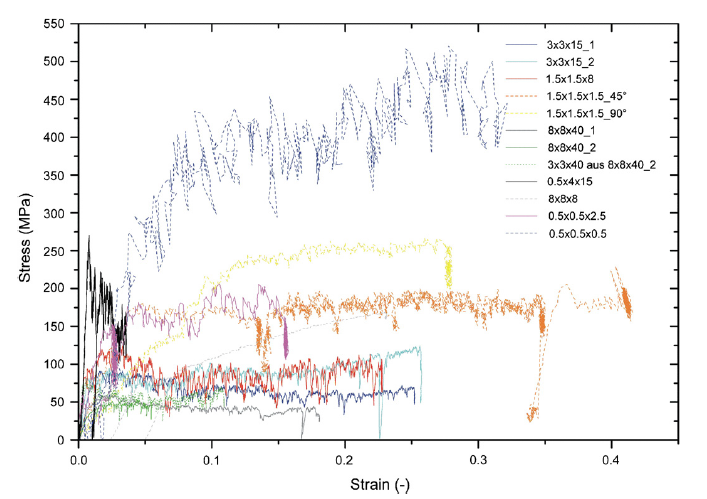 550
500
450
400
350
300
250
200
150
100
50
0
Stress (MPa)
0.0
0.1
0.2
0.3
0.4
Strain (-)
3x3x15_1
3x3x15_2
1.5x1.5x8
1.5x1.5x1.5_45°
1.5x1.5x1.5_90°
8x8x40_1
8x8x40_2
3x3x40 aus 8x8x40_2
0.5x4x15
8x8x8
0.5x0.5x2.5
0.5x0.5x0.5